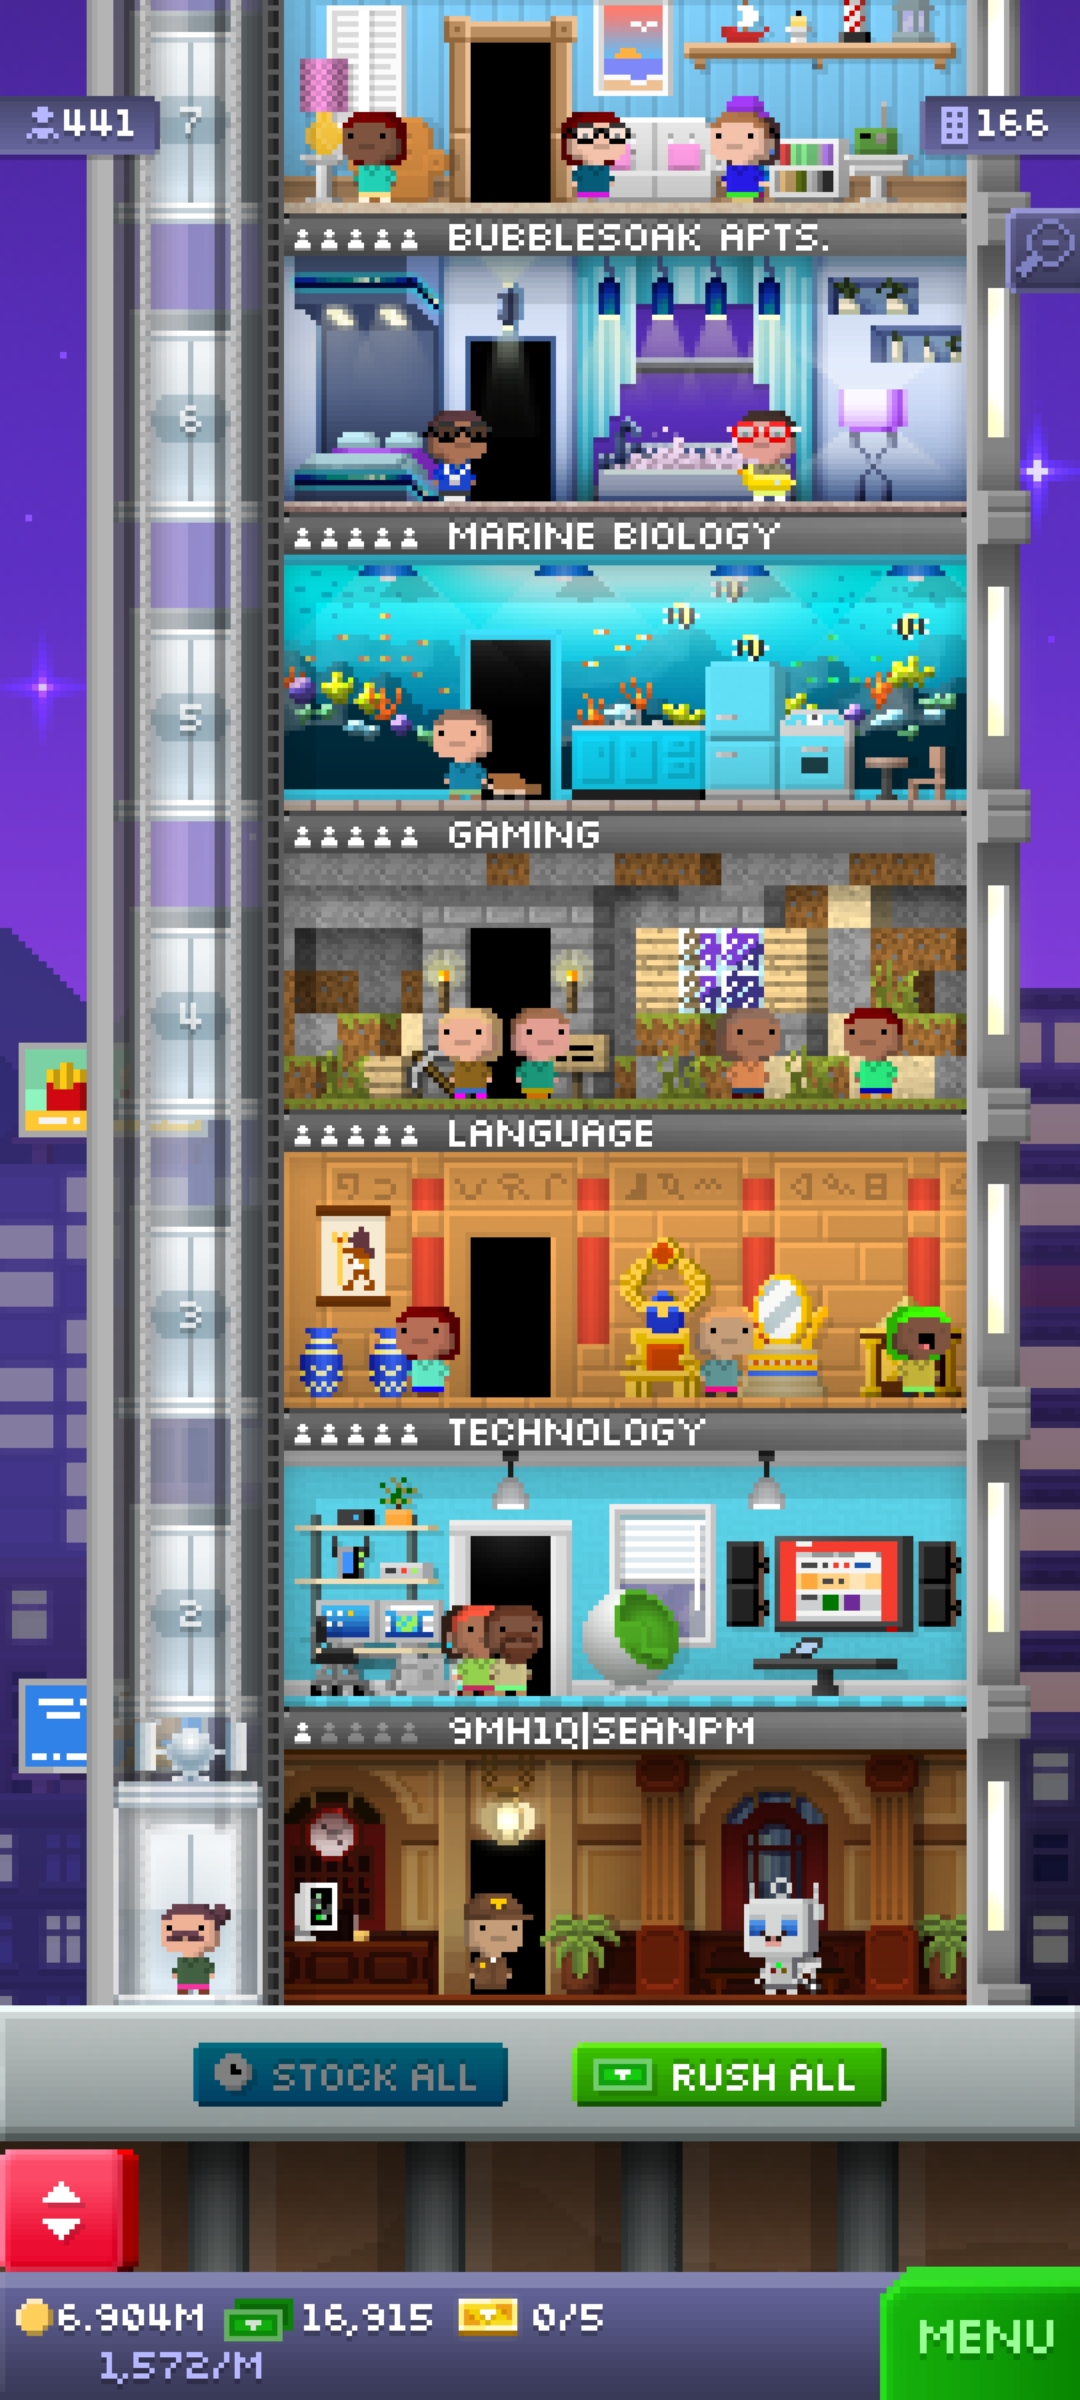 441
7
166
BUBBLESOAK APTS.
6
MARINE BIOLOGY
5
GAMING
4
LANGUAGE
3
TECHNOLOGY
2
9MH1Q|SEANPM
STOCK ALL
RUSH ALL
6.904M
16,915
0/5
MENU
1,572/M